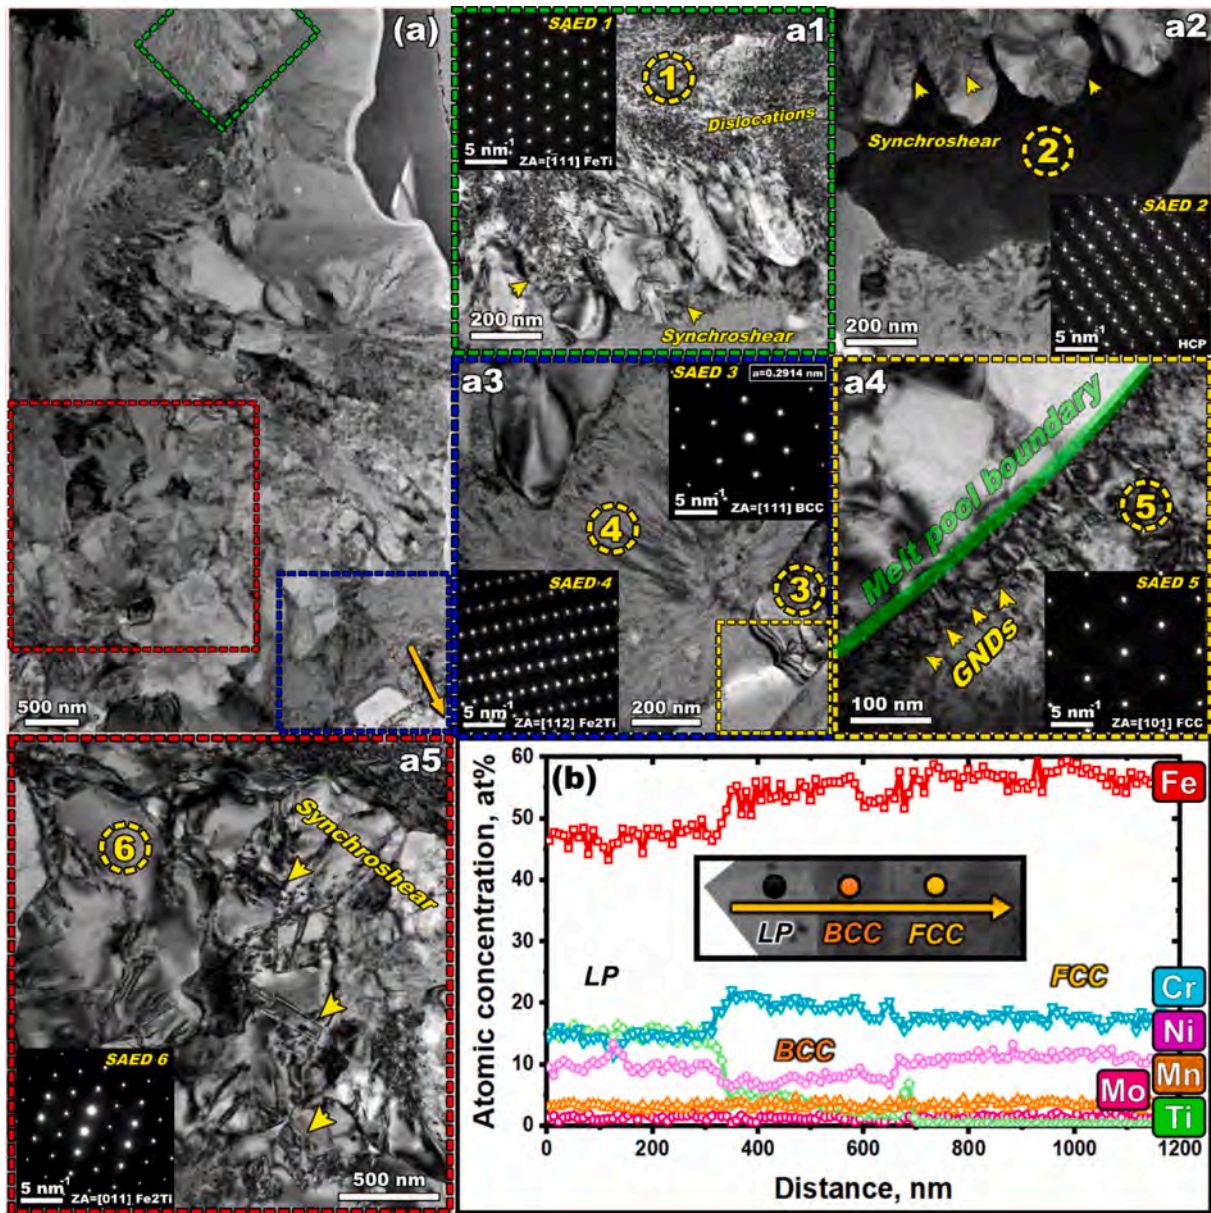 (a)
500 nm
SAED 1
a1
1
Dislocations
5 nm-1
ZA=[111] FeTi
200 nm
Synchroshear
a2
Synchroshear
2
SAED 2
200 nm
5 nm-1
HCP
a3
SAED 3
a=0.2914 nm
5 nm-1
ZA=[111] BCC
4
3
SAED 4
5 nm-1
ZA=[112] Fe2Ti
200 nm
a4
Melt pool boundary
5
SAED 5
GNDs
100 nm
5 nm-1
ZA=[101] FCC
a5
6
Synchroshear
SAED 6
5 nm-1
ZA=[011] Fe2Ti
500 nm
(b)
Atomic concentration, at%
60
50
40
30
20
10
0
Fe
LP
BCC
FCC
LP
BCC
FCC
Cr
Ni
Mn
Mo
Ti
0
200
400
600
800
1000
1200
Distance, nm